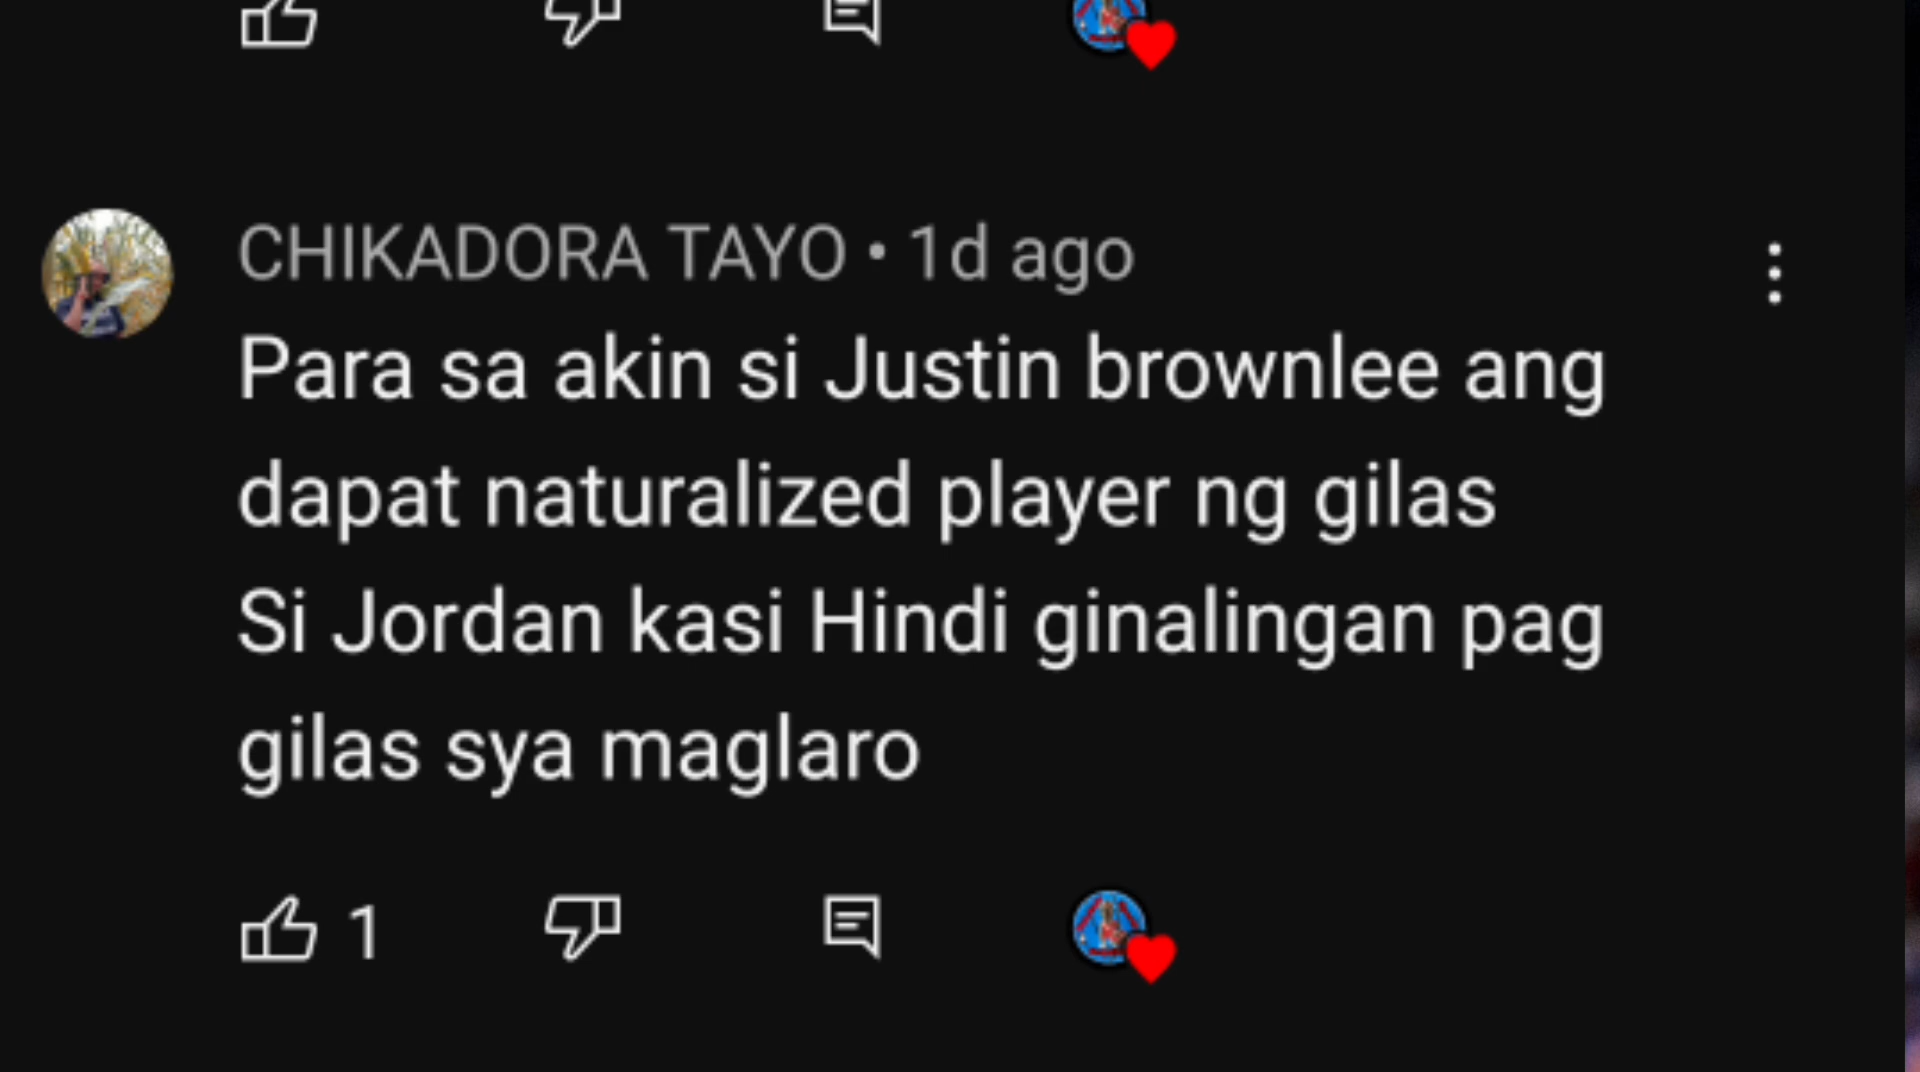 CHIKADORA TAYO • 1d ago
Para sa akin si Justin brownlee ang
dapat naturalized player ng gilas
Si Jordan kasi Hindi ginalingan pag
gilas sya maglaro
1